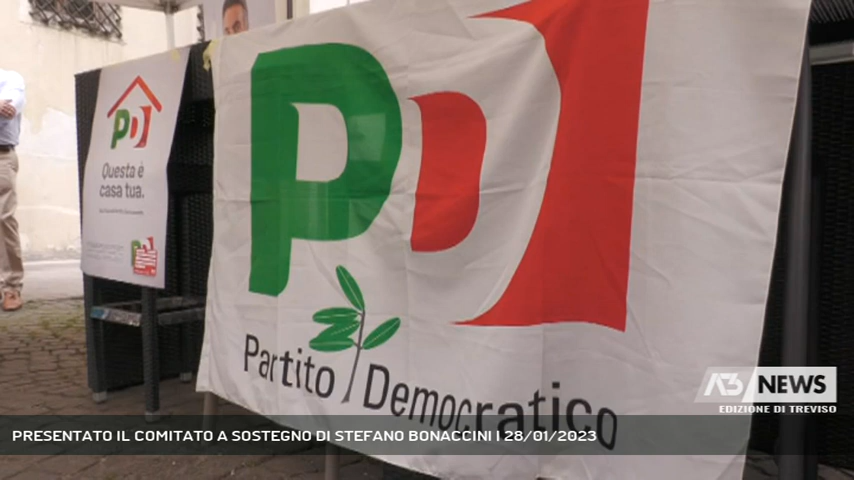 PD
Questa è
casa tua.
PD
Partito Democratico
A3 NEWS
EDIZIONE DI TREVISO
PRESENTATO IL COMITATO A SOSTEGNO DI STEFANO BONACCINI | 28/01/2023